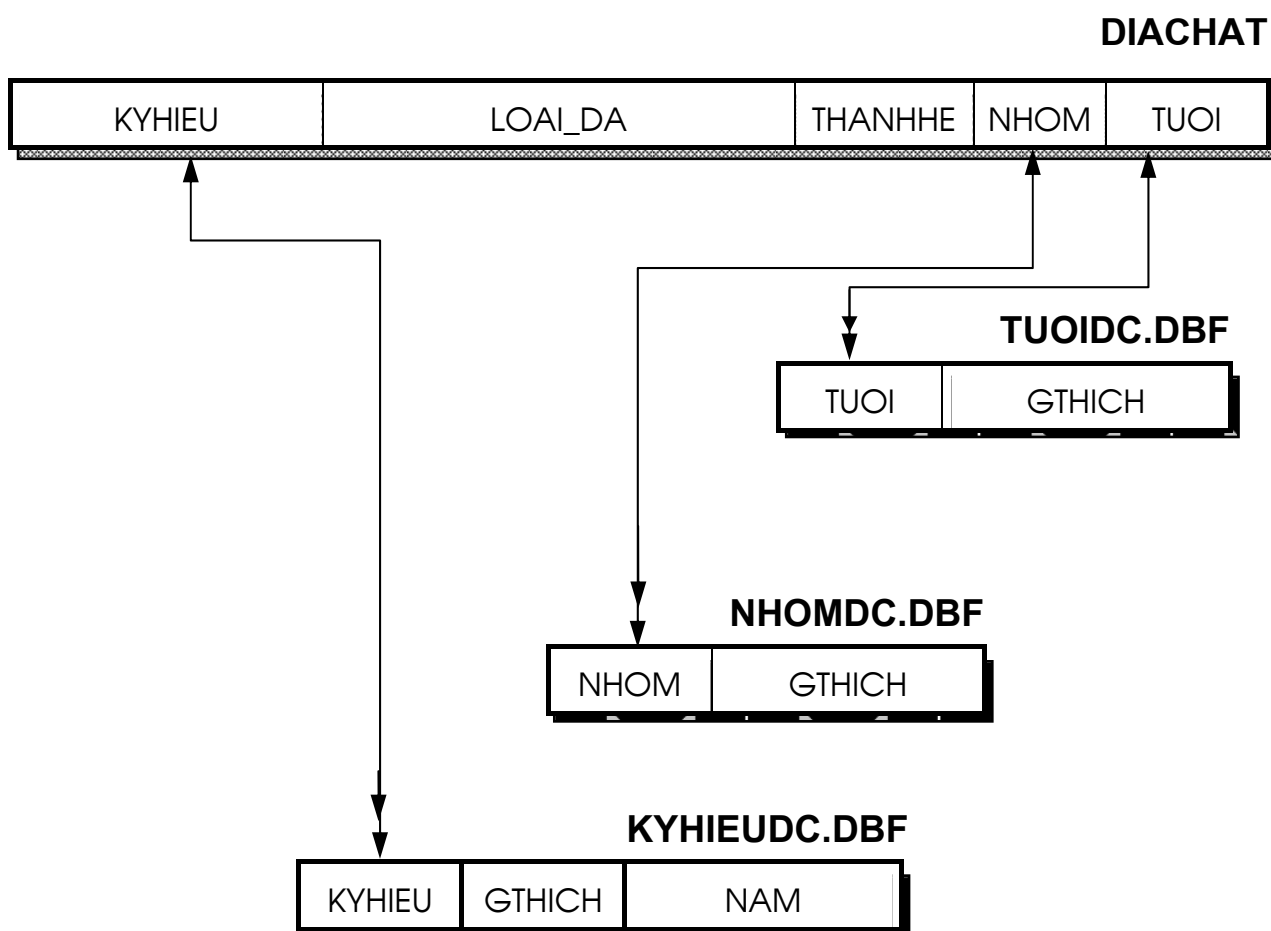 DIACHAT
KYHIEU LOAI_DA THANHHE NHOM TUOI
TUOIDC.DBF
TUOI GTHICH
NHOMDC.DBF
NHOM GTHICH
KYHIEUDC.DBF
KYHIEU GTHICH NAM